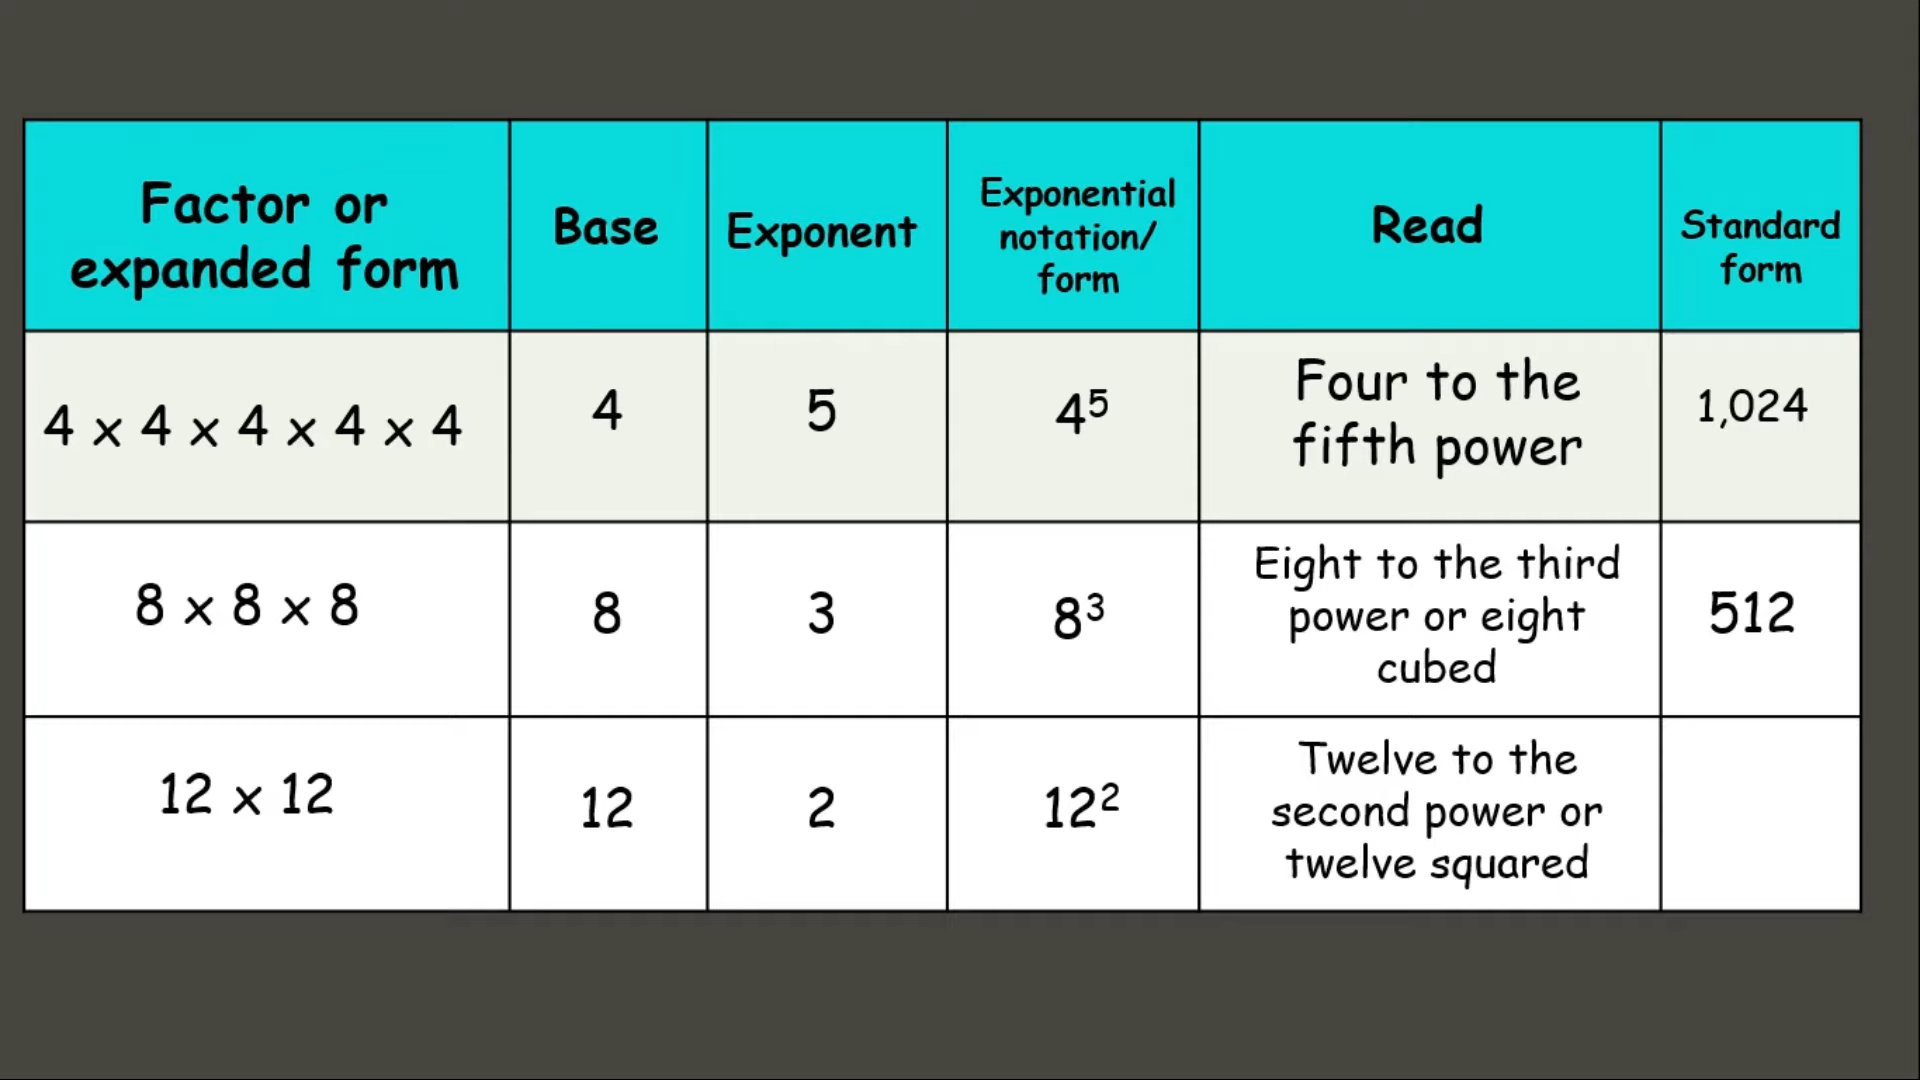 Factor or
expanded form
Base
Exponent
Exponential
notation/
form
Read
Standard
form
4 x 4 x 4 x 4 x 4
4
5
4⁵
Four to the
fifth power
1,024
8 x 8 x 8
8
3
8³
Eight to the third
power or eight
cubed
512
12 x 12
12
2
12²
Twelve to the
second power or
twelve squared